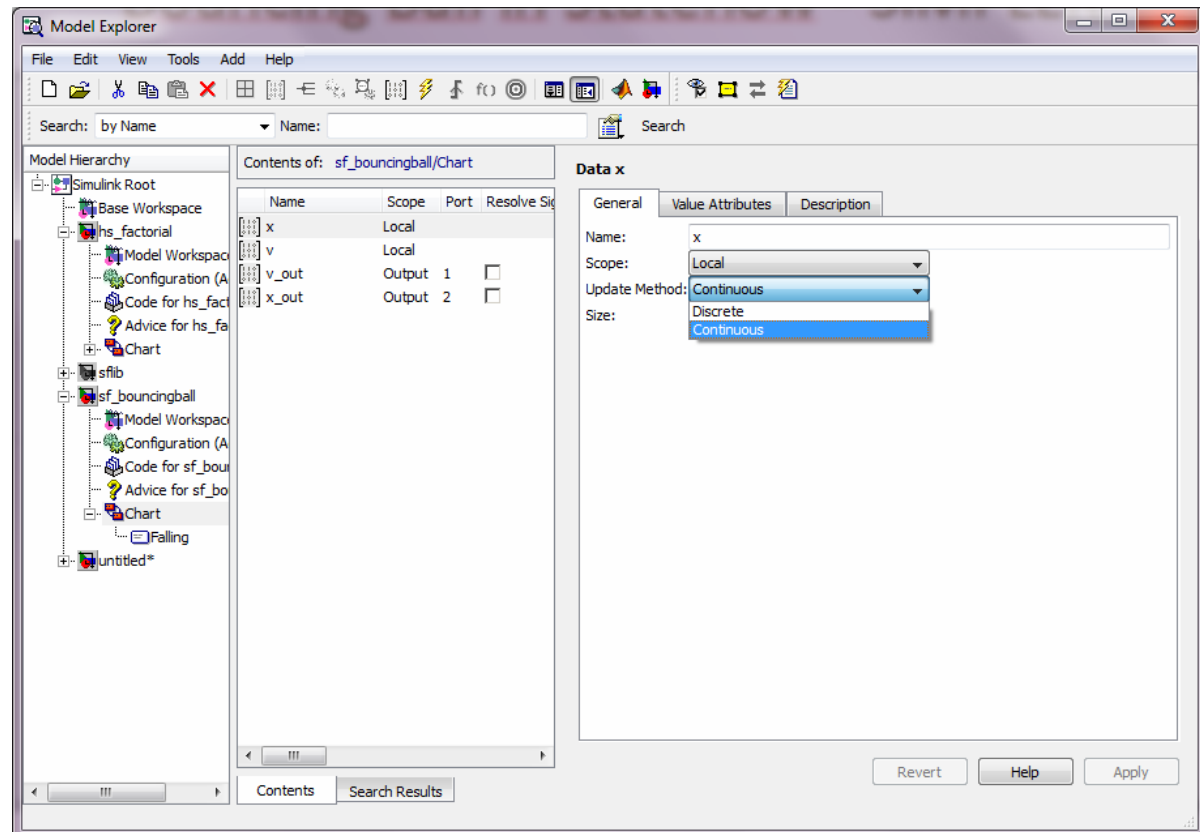 Model Explorer
File Edit View Tools Add Help
Search: by Name Name: Search
Model Hierarchy
Simulink Root
Base Workspace
hs_factorial
Model Workspac
Configuration (A
Code for hs_fact
Advice for hs_fa
Chart
sflib
sf_bouncingball
Model Workspac
Configuration (A
Code for sf_bour
Advice for sf_bo
Chart
Falling
untitled*
Contents of: sf_bouncingball/Chart
Name Scope Port Resolve Sig
x Local
v Local
v_out Output 1
x_out Output 2
Contents Search Results
Data x
General Value Attributes Description
Name: x
Scope: Local
Update Method: Continuous
Size: Discrete
Continuous
Revert Help Apply